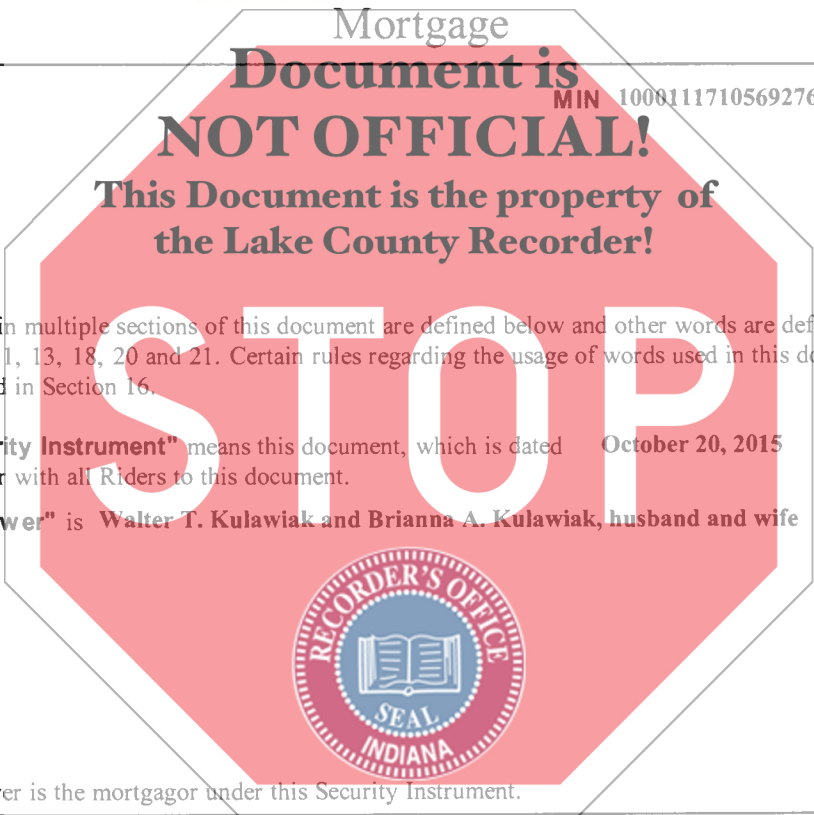 Mortgage
Document is
MIN 1000111710569276
NOT OFFICIAL!
This Document is the property of
the Lake County Recorder!
in multiple sections of this document are defined below and other words are def
1, 13, 18, 20 and 21. Certain rules regarding the usage of words used in this do
d in Section 16.
STOP
rity Instrument" means this document, which is dated October 20, 2015
r with all Riders to this document.
wer" is Walter T. Kulawiak and Brianna A. Kulawiak, husband and wife
RECORDER'S OFFICE
SEAL
INDIANA
er is the mortgagor under this Security Instrument.